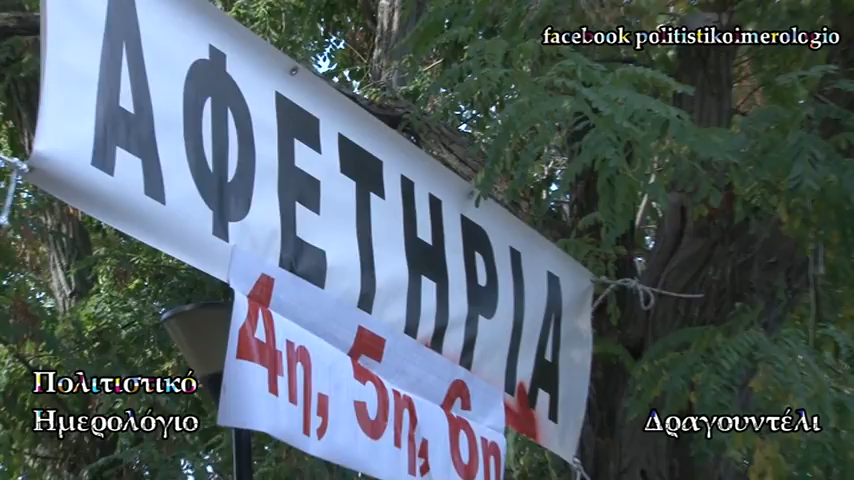 facebook politistikoimerologio
ΑΦΕΤΗΡΙΑ
4η, 5η, 6η
Πολιτιστικό
Ημερολόγιο
Δραγουντέλι